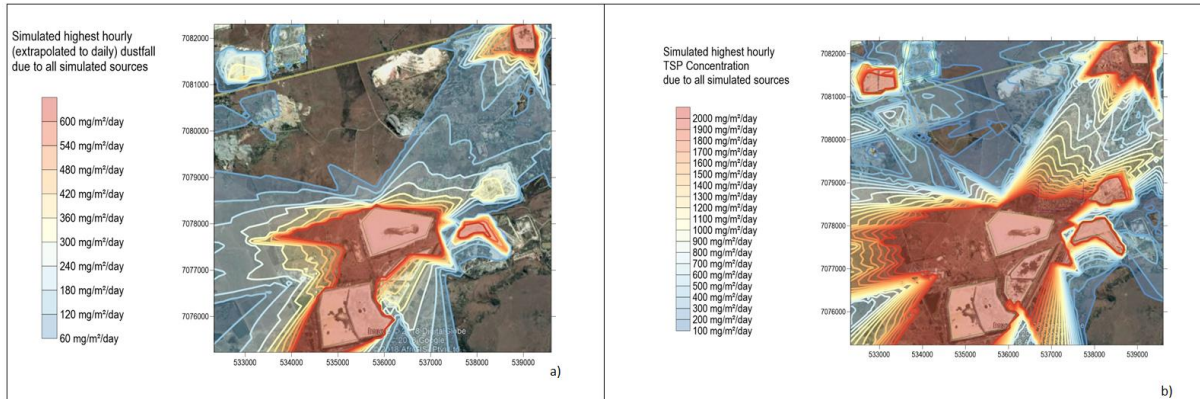 Simulated highest hourly
(extrapolated to daily) dustfall
due to all simulated sources
600 mg/m²/day
540 mg/m²/day
480 mg/m²/day
420 mg/m²/day
360 mg/m²/day
300 mg/m²/day
240 mg/m²/day
180 mg/m²/day
120 mg/m²/day
60 mg/m²/day
7082000
7081000
7080000
7079000
7078000
7077000
7076000
533000 534000 535000 536000 537000 538000 539000
a)
Simulated highest hourly
TSP Concentration
due to all simulated sources
2000 mg/m²/day
1900 mg/m²/day
1800 mg/m²/day
1700 mg/m²/day
1600 mg/m²/day
1500 mg/m²/day
1400 mg/m²/day
1300 mg/m²/day
1200 mg/m²/day
1100 mg/m²/day
1000 mg/m²/day
900 mg/m²/day
800 mg/m²/day
700 mg/m²/day
600 mg/m²/day
500 mg/m²/day
400 mg/m²/day
300 mg/m²/day
200 mg/m²/day
100 mg/m²/day
7082000
7081000
7080000
7079000
7078000
7077000
7076000
533000 534000 535000 536000 537000 538000 539000
b)